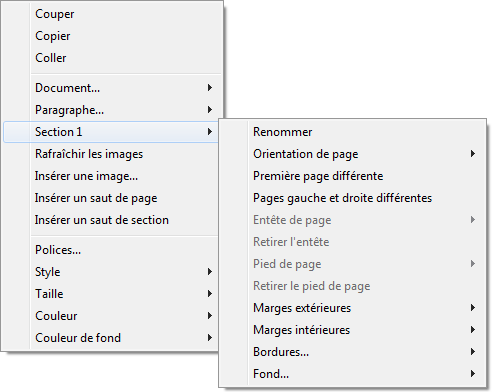 Couper
Copier
Coller
Document...
Paragraphe...
Section 1
Rafraîchir les images
Insérer une image...
Insérer un saut de page
Insérer un saut de section
Polices...
Style
Taille
Couleur
Couleur de fond
Renommer
Orientation de page
Première page différente
Pages gauche et droite différentes
Entête de page
Retirer l'entête
Pied de page
Retirer le pied de page
Marges extérieures
Marges intérieures
Bordures...
Fond...